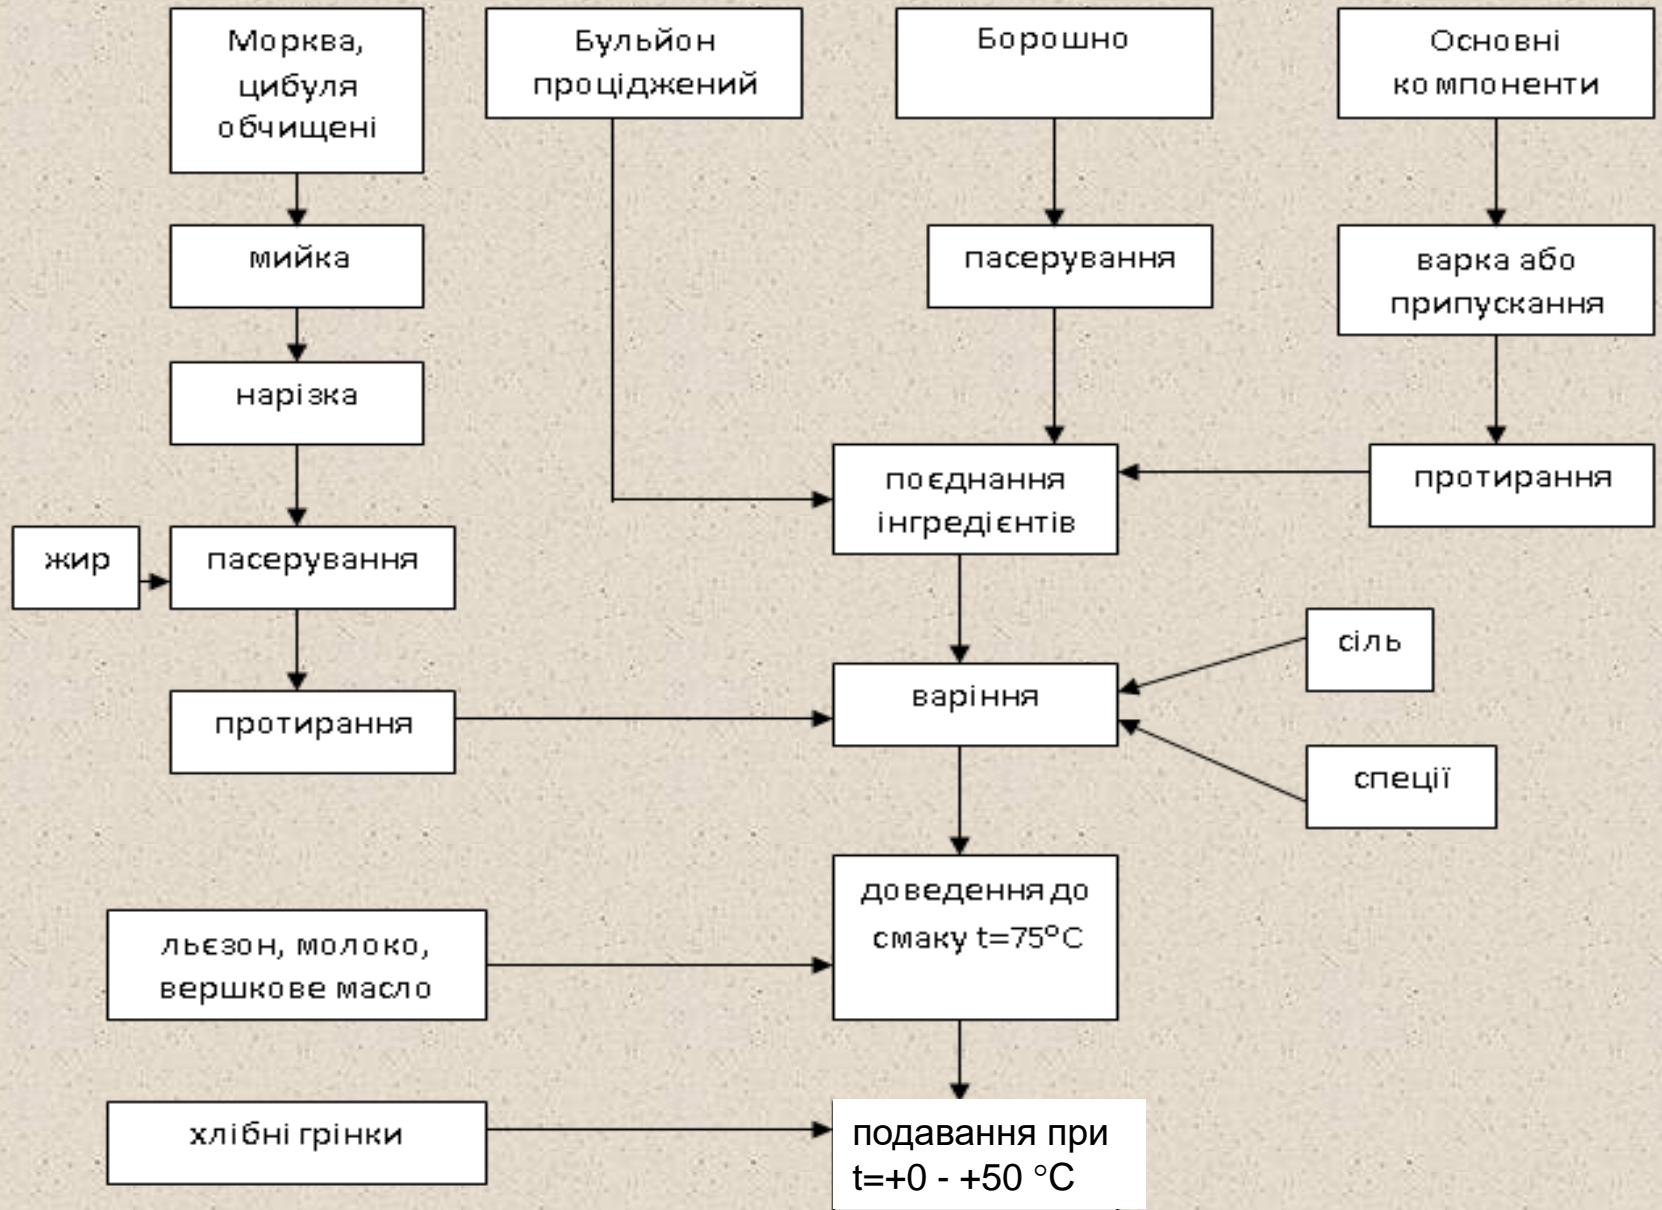 Морква,
цибуля
обчищені
Бульйон
проціджений
Борошно
Основні
компоненти
мийка
пасерування
варка або
припускання
нарізка
поєднання
інгредієнтів
протирання
жир
пасерування
сіль
варіння
протирання
спеції
доведення до
смаку t=75°C
льєзон, молоко,
вершкове масло
хлібні грінки
подавання при
t=+0 - +50 °C